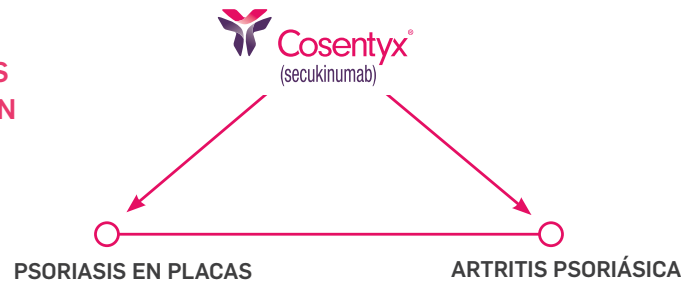 Cosentyx®
(secukinumab)
S
N
PSORIASIS EN PLACAS
ARTRITIS PSORIÁSICA